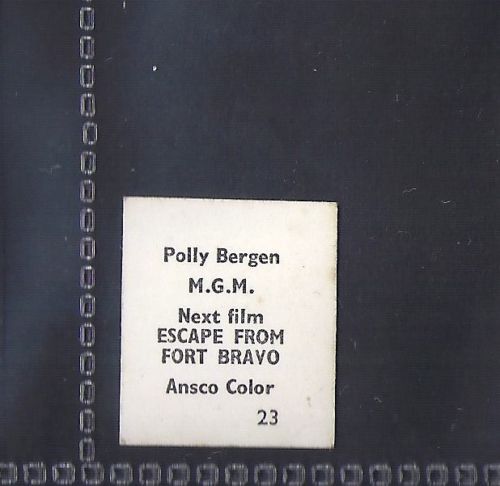 Polly Bergen
M.G.M.
Next film
ESCAPE FROM
FORT BRAVO
Ansco Color
23